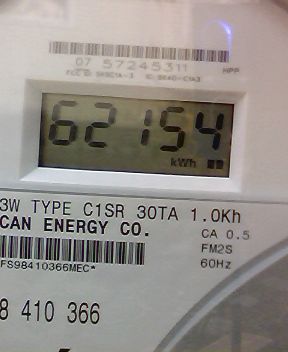 07 57245311
HPP
62154
kWh
3W TYPE C1SR 30TA 1.0Kh
CAN ENERGY CO.
CA 0.5
FM2S
60Hz
FS98410366MEC*
8 410 366